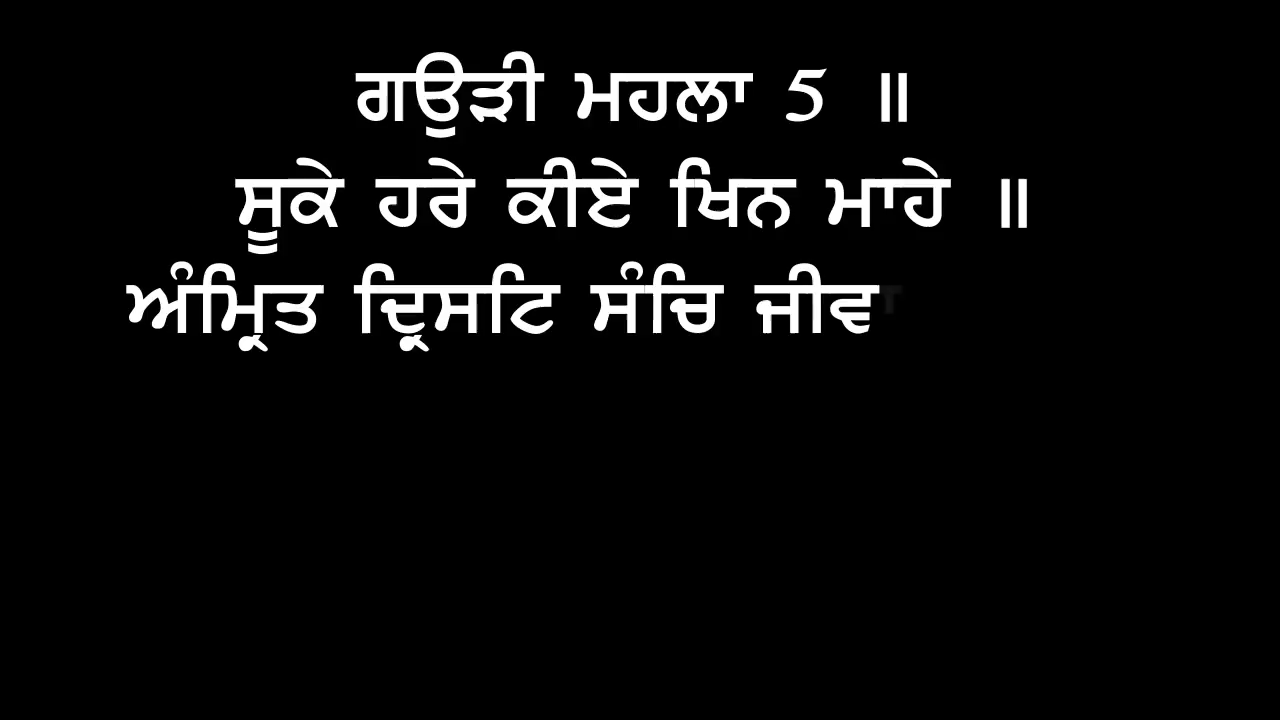 ਗਉੜੀ ਮਹਲਾ 5 ॥
ਸੂਕੇ ਹਰੇ ਕੀਏ ਖਿਨ ਮਾਹੇ ॥
ਅੰਮ੍ਰਿਤ ਦ੍ਰਿਸਟਿ ਸੰਚਿ ਜੀਵਾ